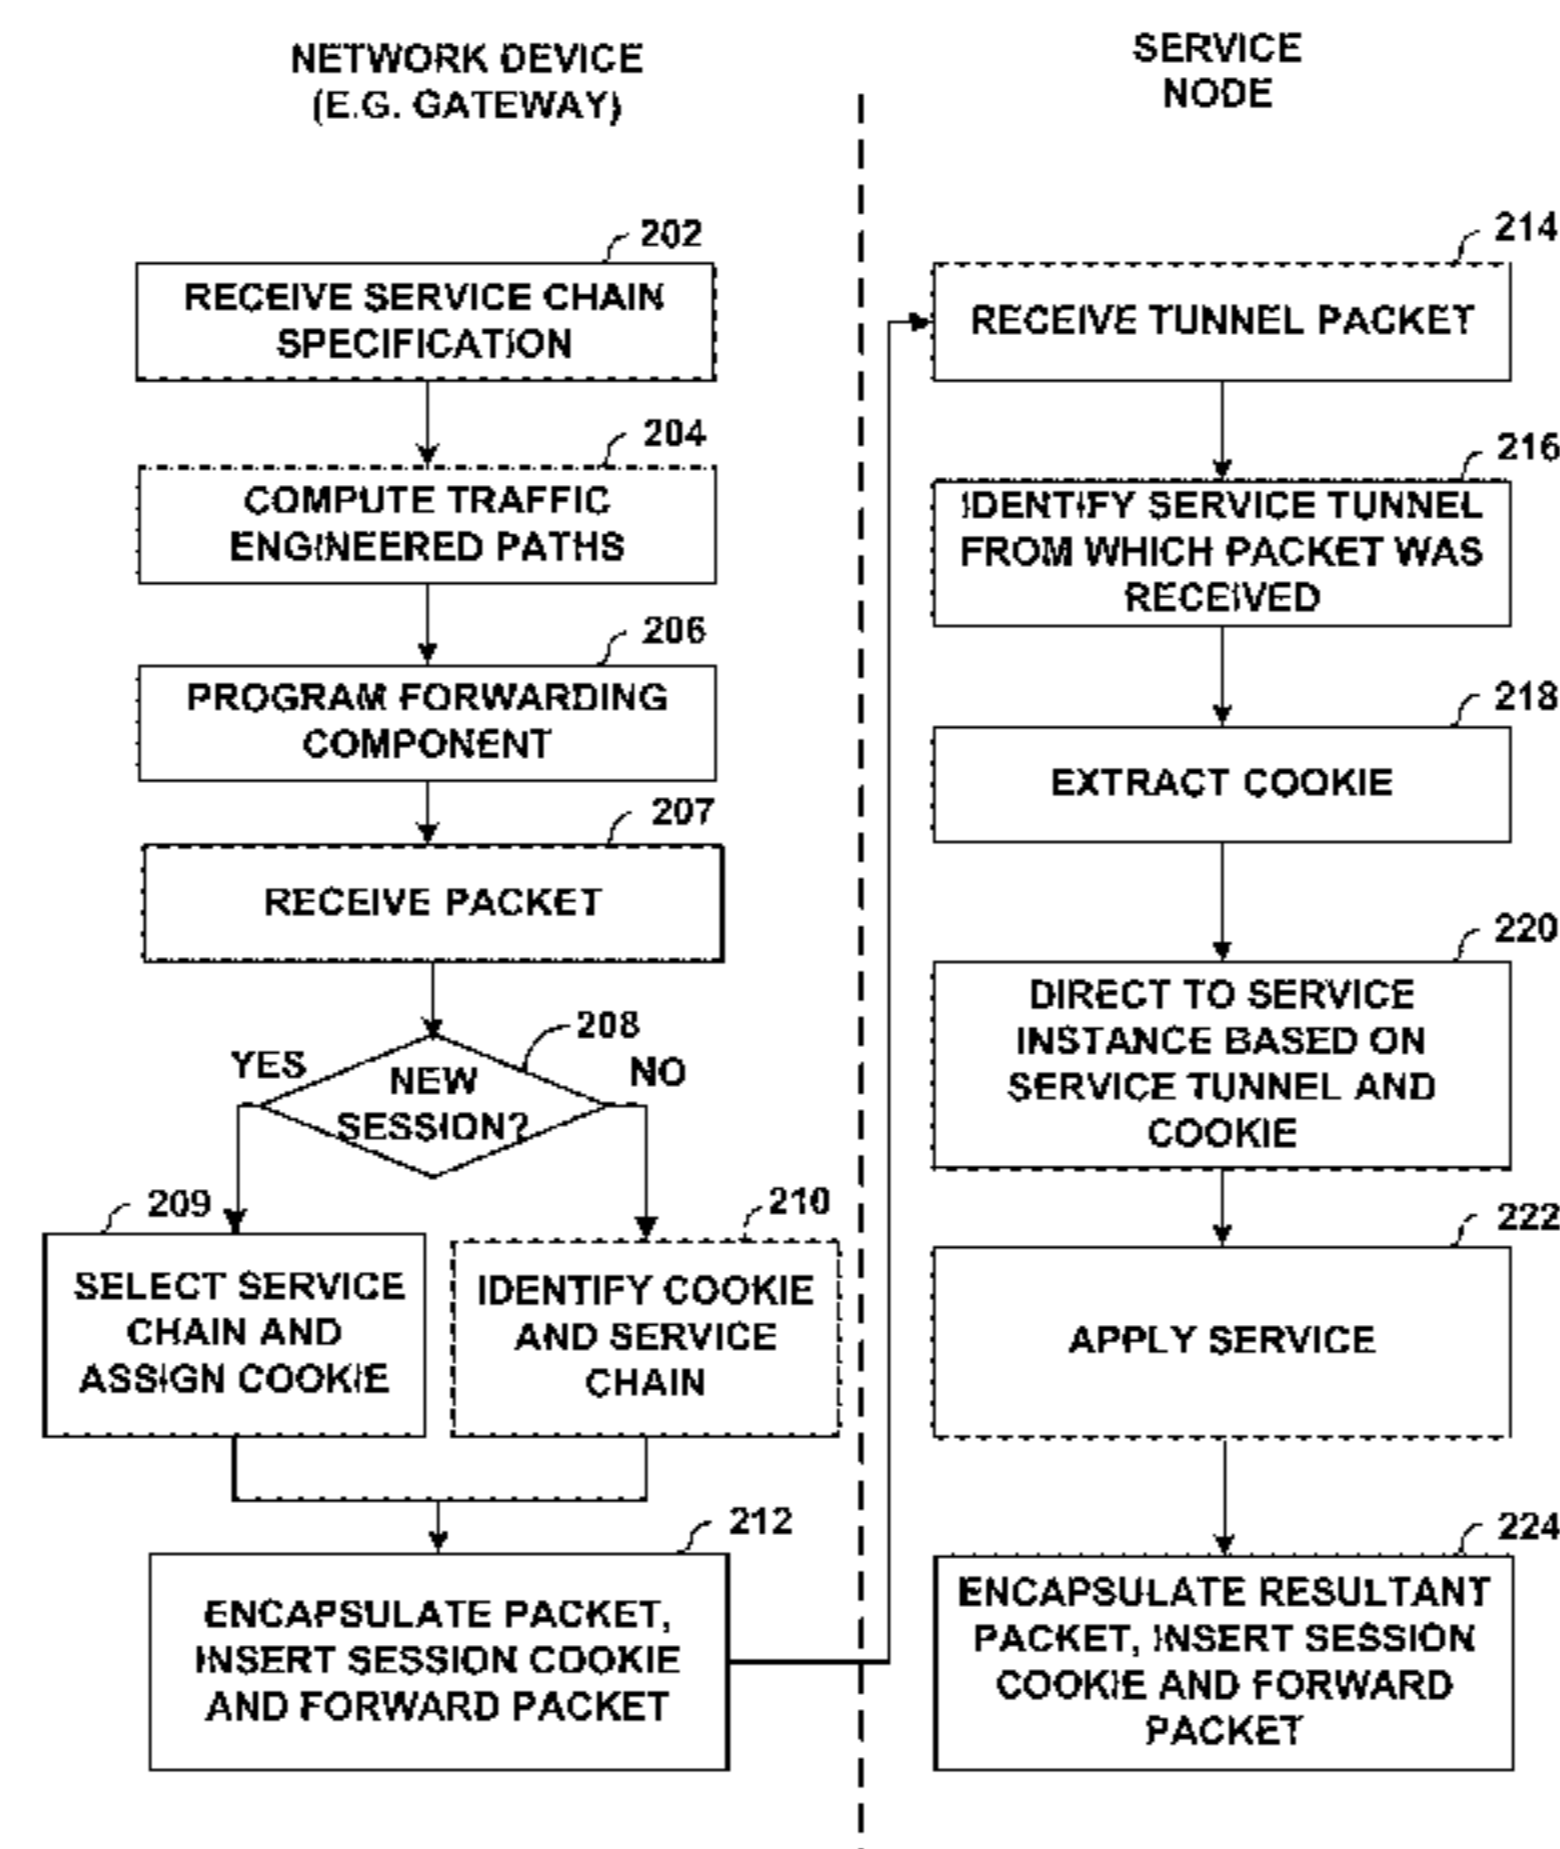 NETWORK DEVICE
(E.G. GATEWAY)
202
RECEIVE SERVICE CHAIN
SPECIFICATION
204
COMPUTE TRAFFIC
ENGINEERED PATHS
206
PROGRAM FORWARDING
COMPONENT
207
RECEIVE PACKET
208
YES
NEW
SESSION?
NO
209
SELECT SERVICE
CHAIN AND
ASSIGN COOKIE
210
IDENTIFY COOKIE
AND SERVICE
CHAIN
212
ENCAPSULATE PACKET,
INSERT SESSION COOKIE
AND FORWARD PACKET
SERVICE
NODE
214
RECEIVE TUNNEL PACKET
216
IDENTIFY SERVICE TUNNEL
FROM WHICH PACKET WAS
RECEIVED
218
EXTRACT COOKIE
220
DIRECT TO SERVICE
INSTANCE BASED ON
SERVICE TUNNEL AND
COOKIE
222
APPLY SERVICE
224
ENCAPSULATE RESULTANT
PACKET, INSERT SESSION
COOKIE AND FORWARD
PACKET